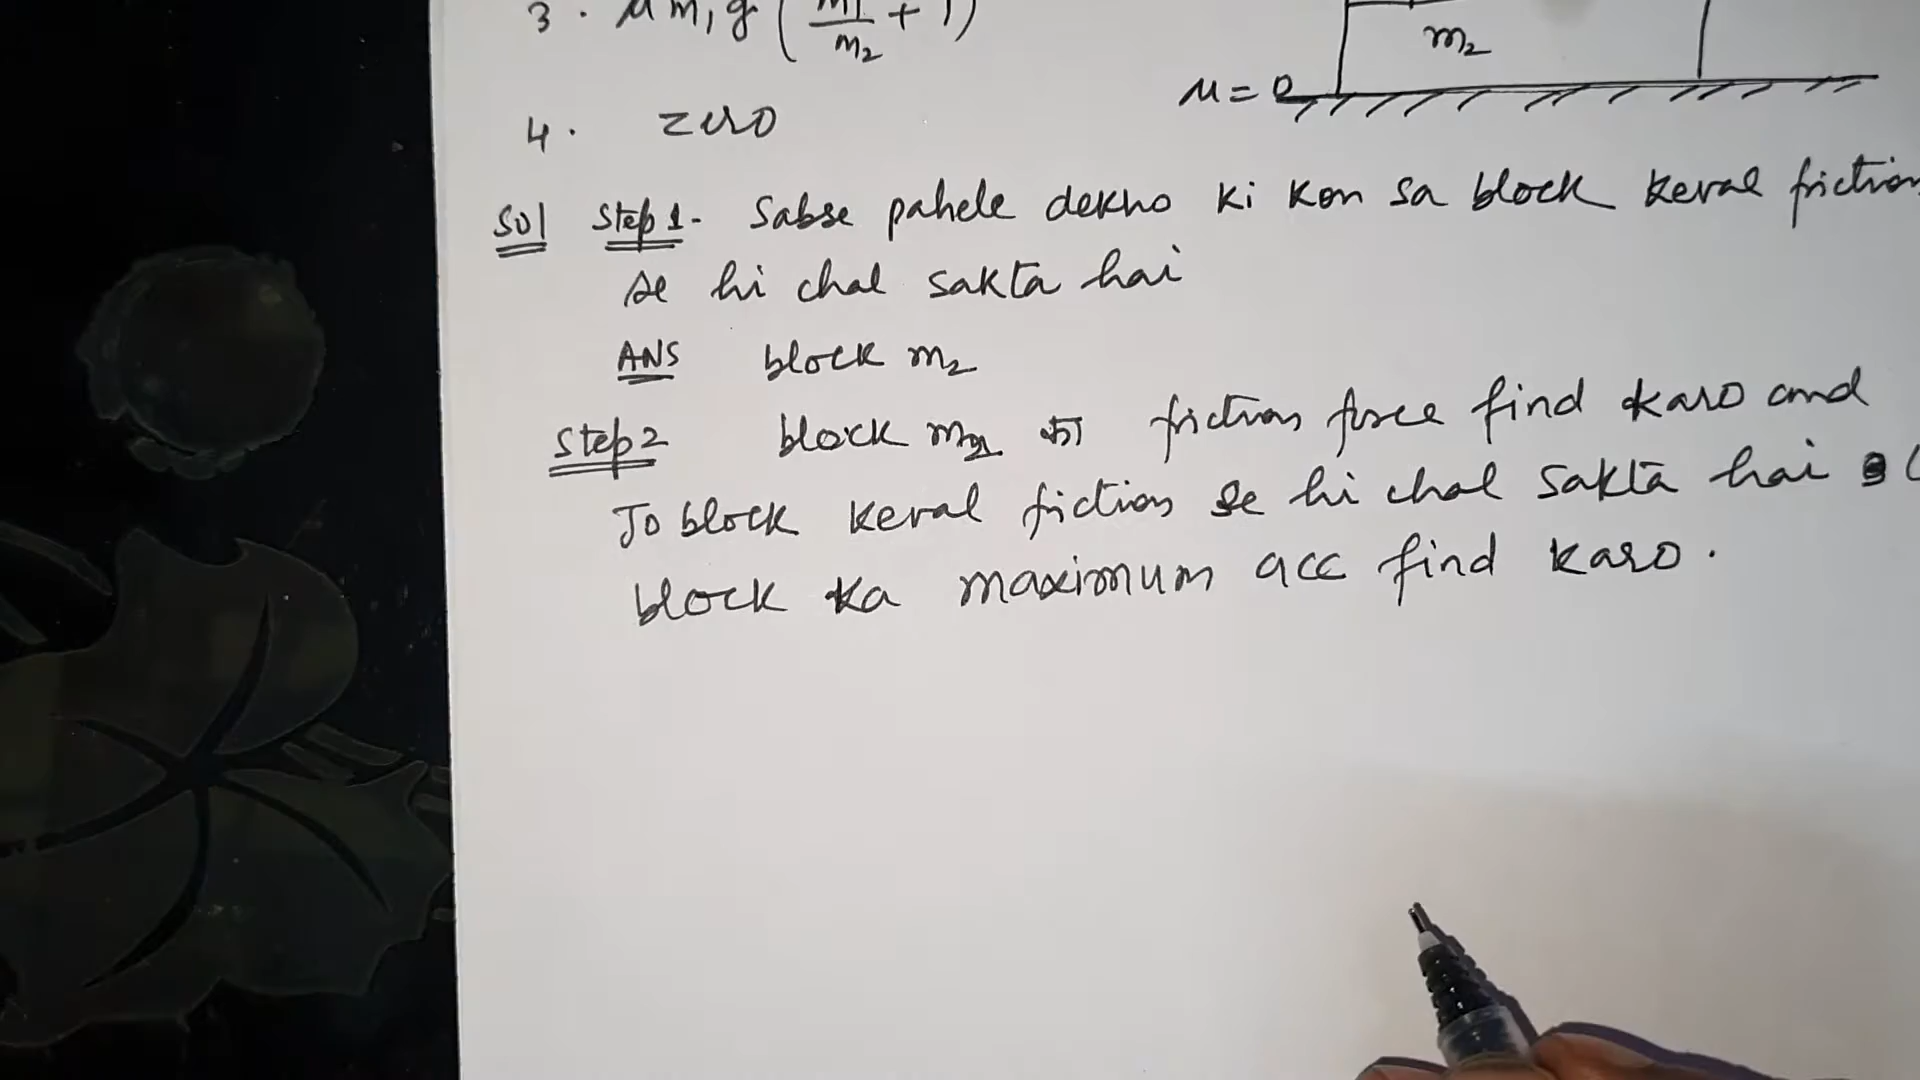 3. μ m1 g (m1/m2 + 1)
m2
μ = 0
4. zero
Sol Step 1- Sabse pahele dekho ki kon sa block keval friction
se hi chal sakta hai
ANS block m2
Step 2 block m2 का friction force find karo and
Jo block keval friction se hi chal sakta hai
block ka maximum acc find karo.